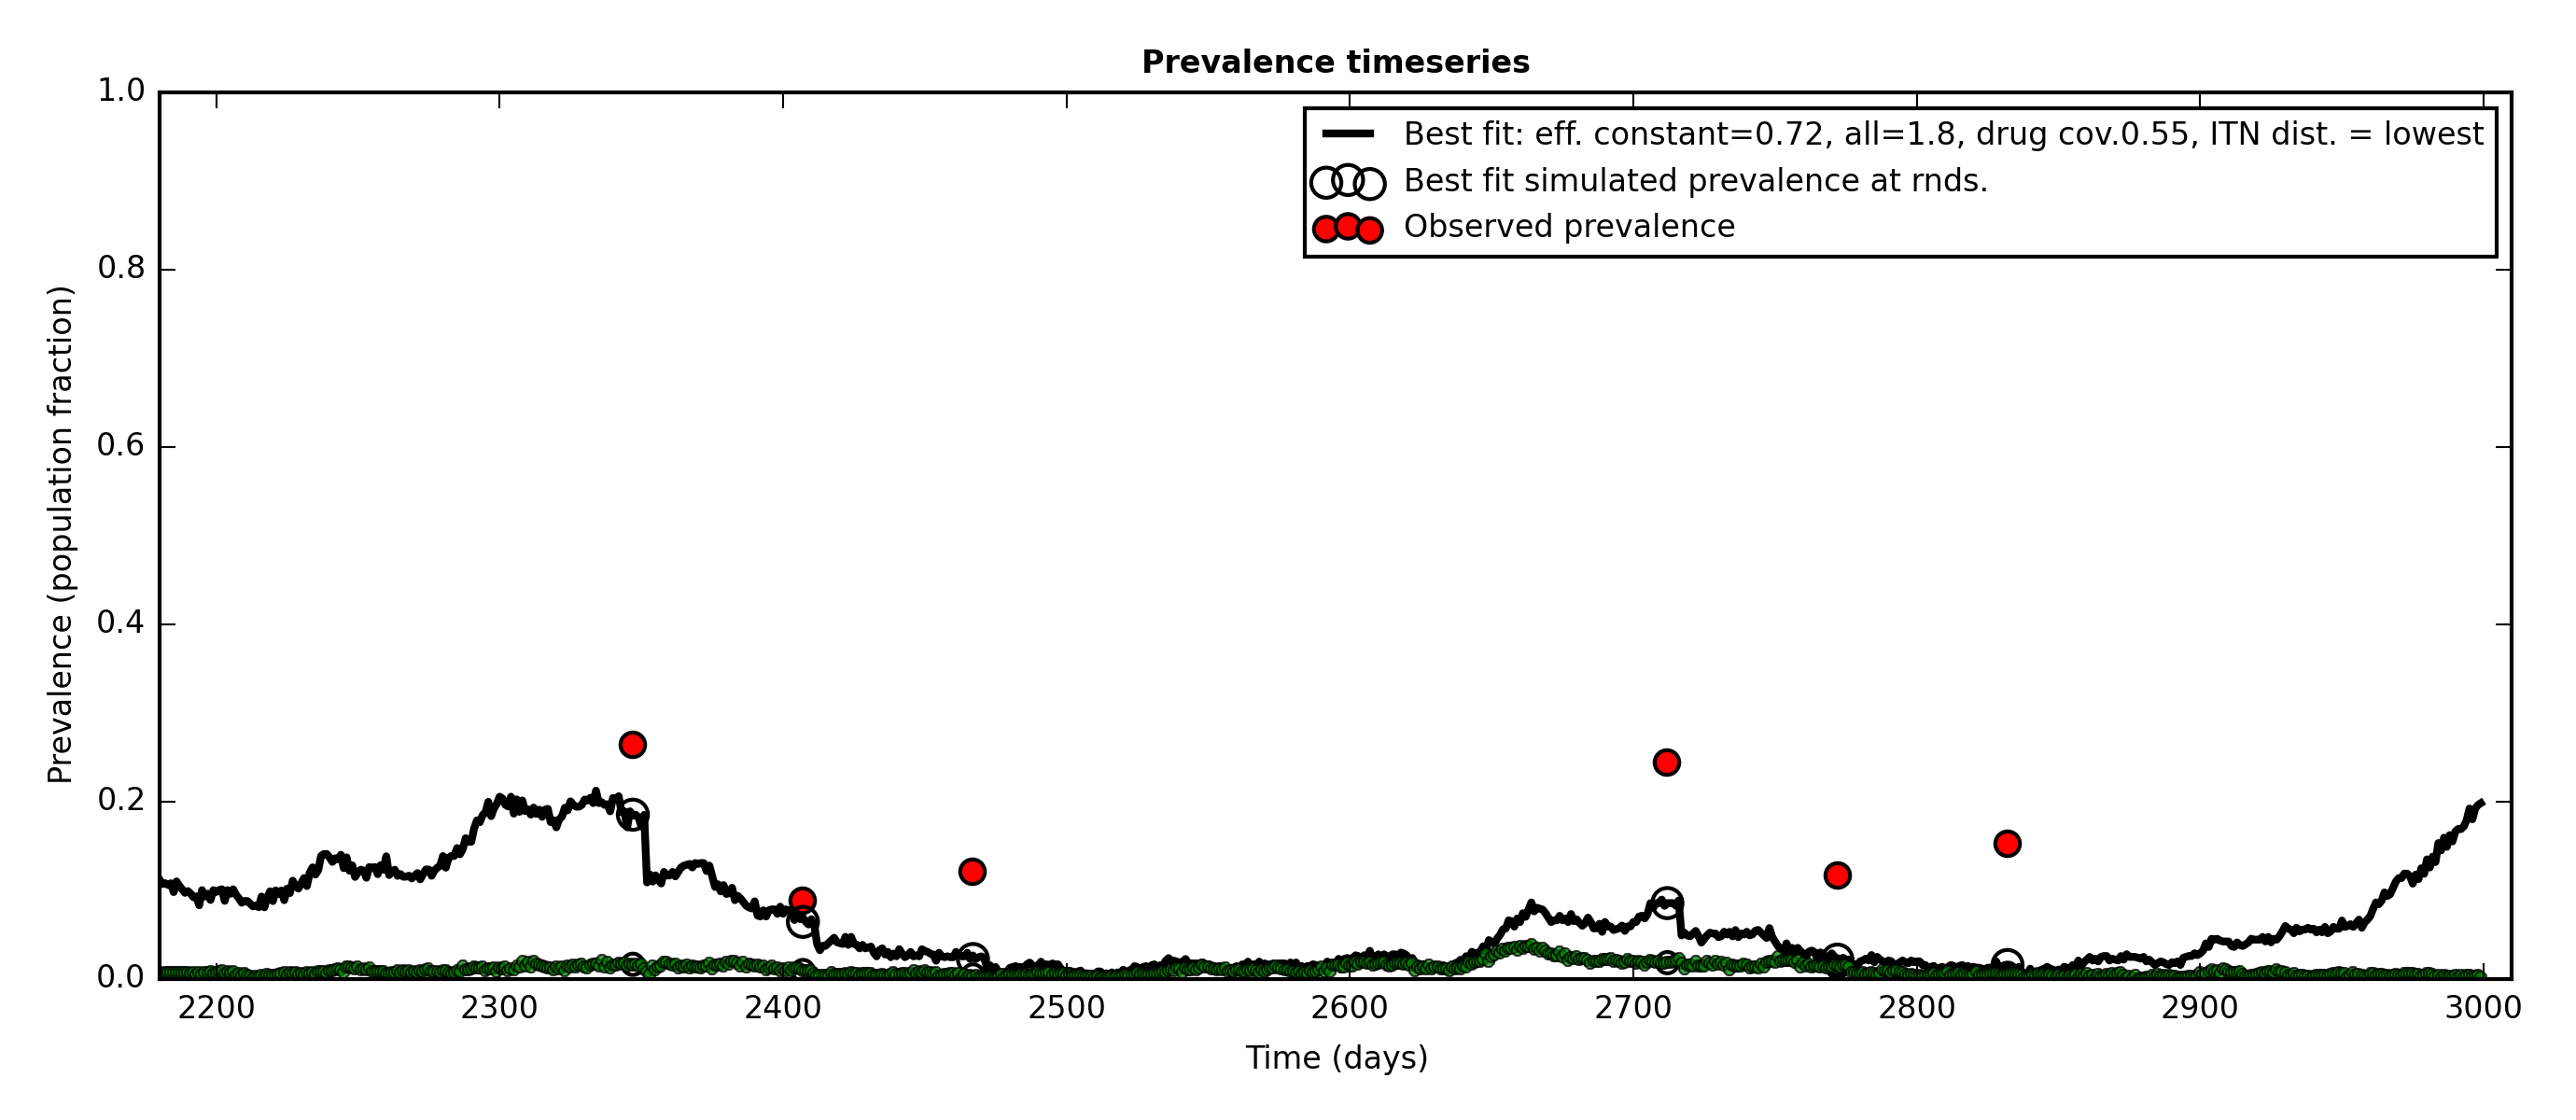 Prevalence timeseries
Prevalence (population fraction)
1.0
0.8
0.6
0.4
0.2
0.0
Best fit: eff. constant=0.72, all=1.8, drug cov.0.55, ITN dist. = lowest
Best fit simulated prevalence at rnds.
Observed prevalence
2200 2300 2400 2500 2600 2700 2800 2900 3000
Time (days)